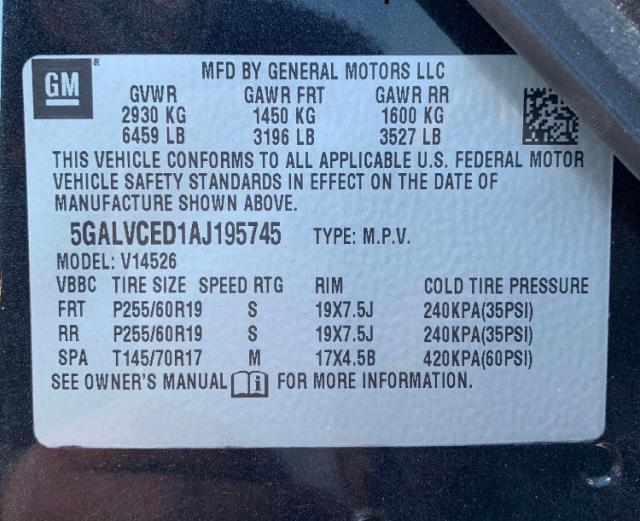 GM ®
MFD BY GENERAL MOTORS LLC
GVWR GAWR FRT GAWR RR
2930 KG 1450 KG 1600 KG
6459 LB 3196 LB 3527 LB
THIS VEHICLE CONFORMS TO ALL APPLICABLE U.S. FEDERAL MOTOR
VEHICLE SAFETY STANDARDS IN EFFECT ON THE DATE OF
MANUFACTURE SHOWN ABOVE.
5GALVCED1AJ195745 TYPE: M.P.V.
MODEL: V14526
VBBC TIRE SIZE SPEED RTG RIM COLD TIRE PRESSURE
FRT P255/60R19 S 19X7.5J 240KPA(35PSI)
RR P255/60R19 S 19X7.5J 240KPA(35PSI)
SPA T145/70R17 M 17X4.5B 420KPA(60PSI)
SEE OWNER'S MANUAL i FOR MORE INFORMATION.